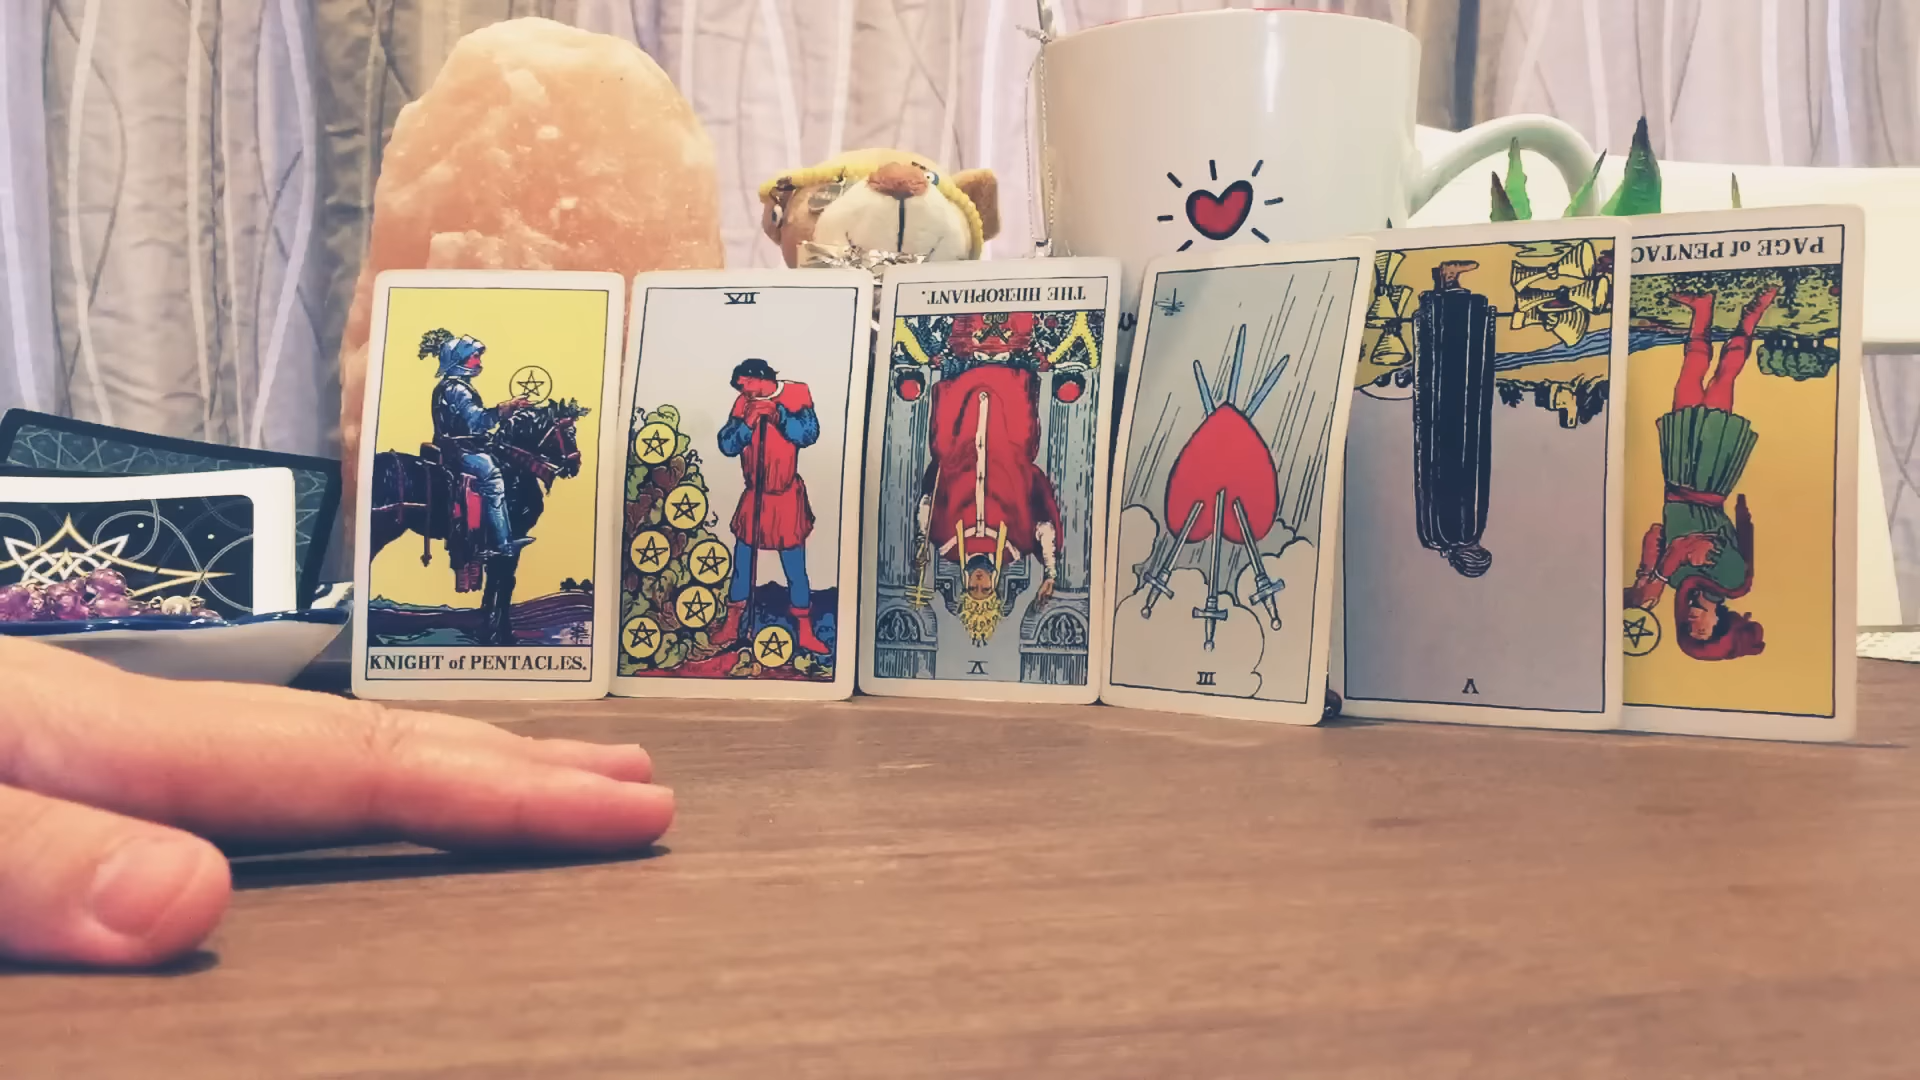 KNIGHT of PENTACLES.
VII
THE HIEROPHANT.
V
III
V
PAGE of PENTAC